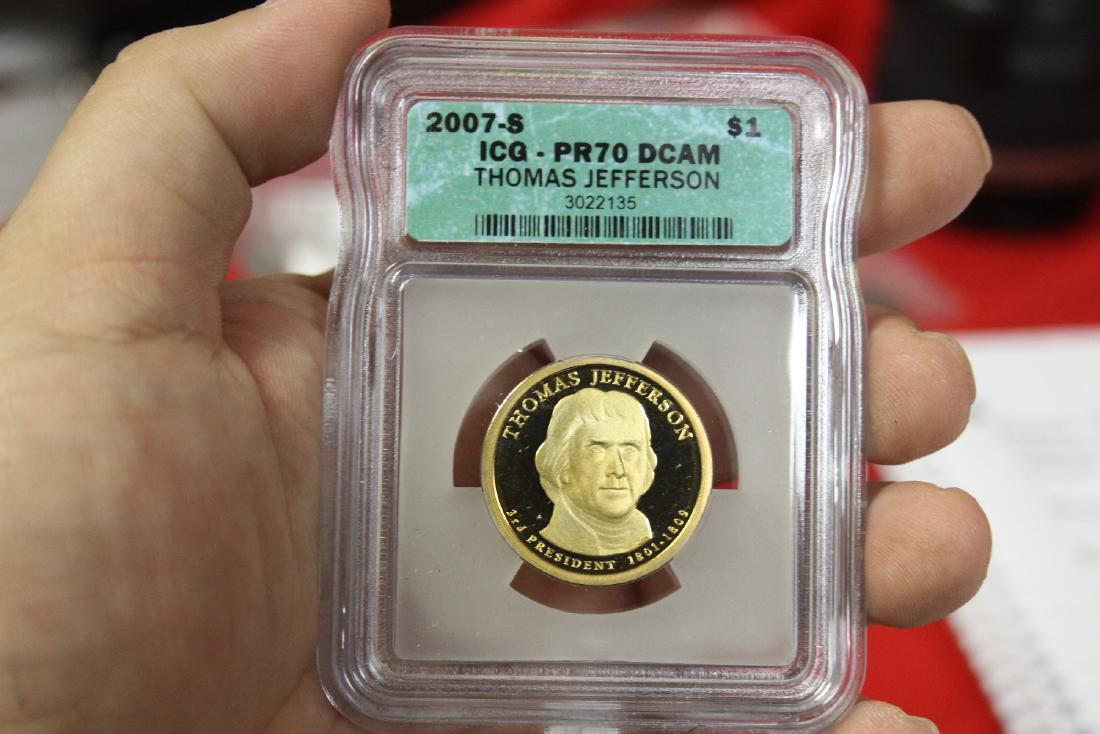 2007-S $1
ICG - PR70 DCAM
THOMAS JEFFERSON
3022135
THOMAS JEFFERSON
3rd PRESIDENT 1801-1809